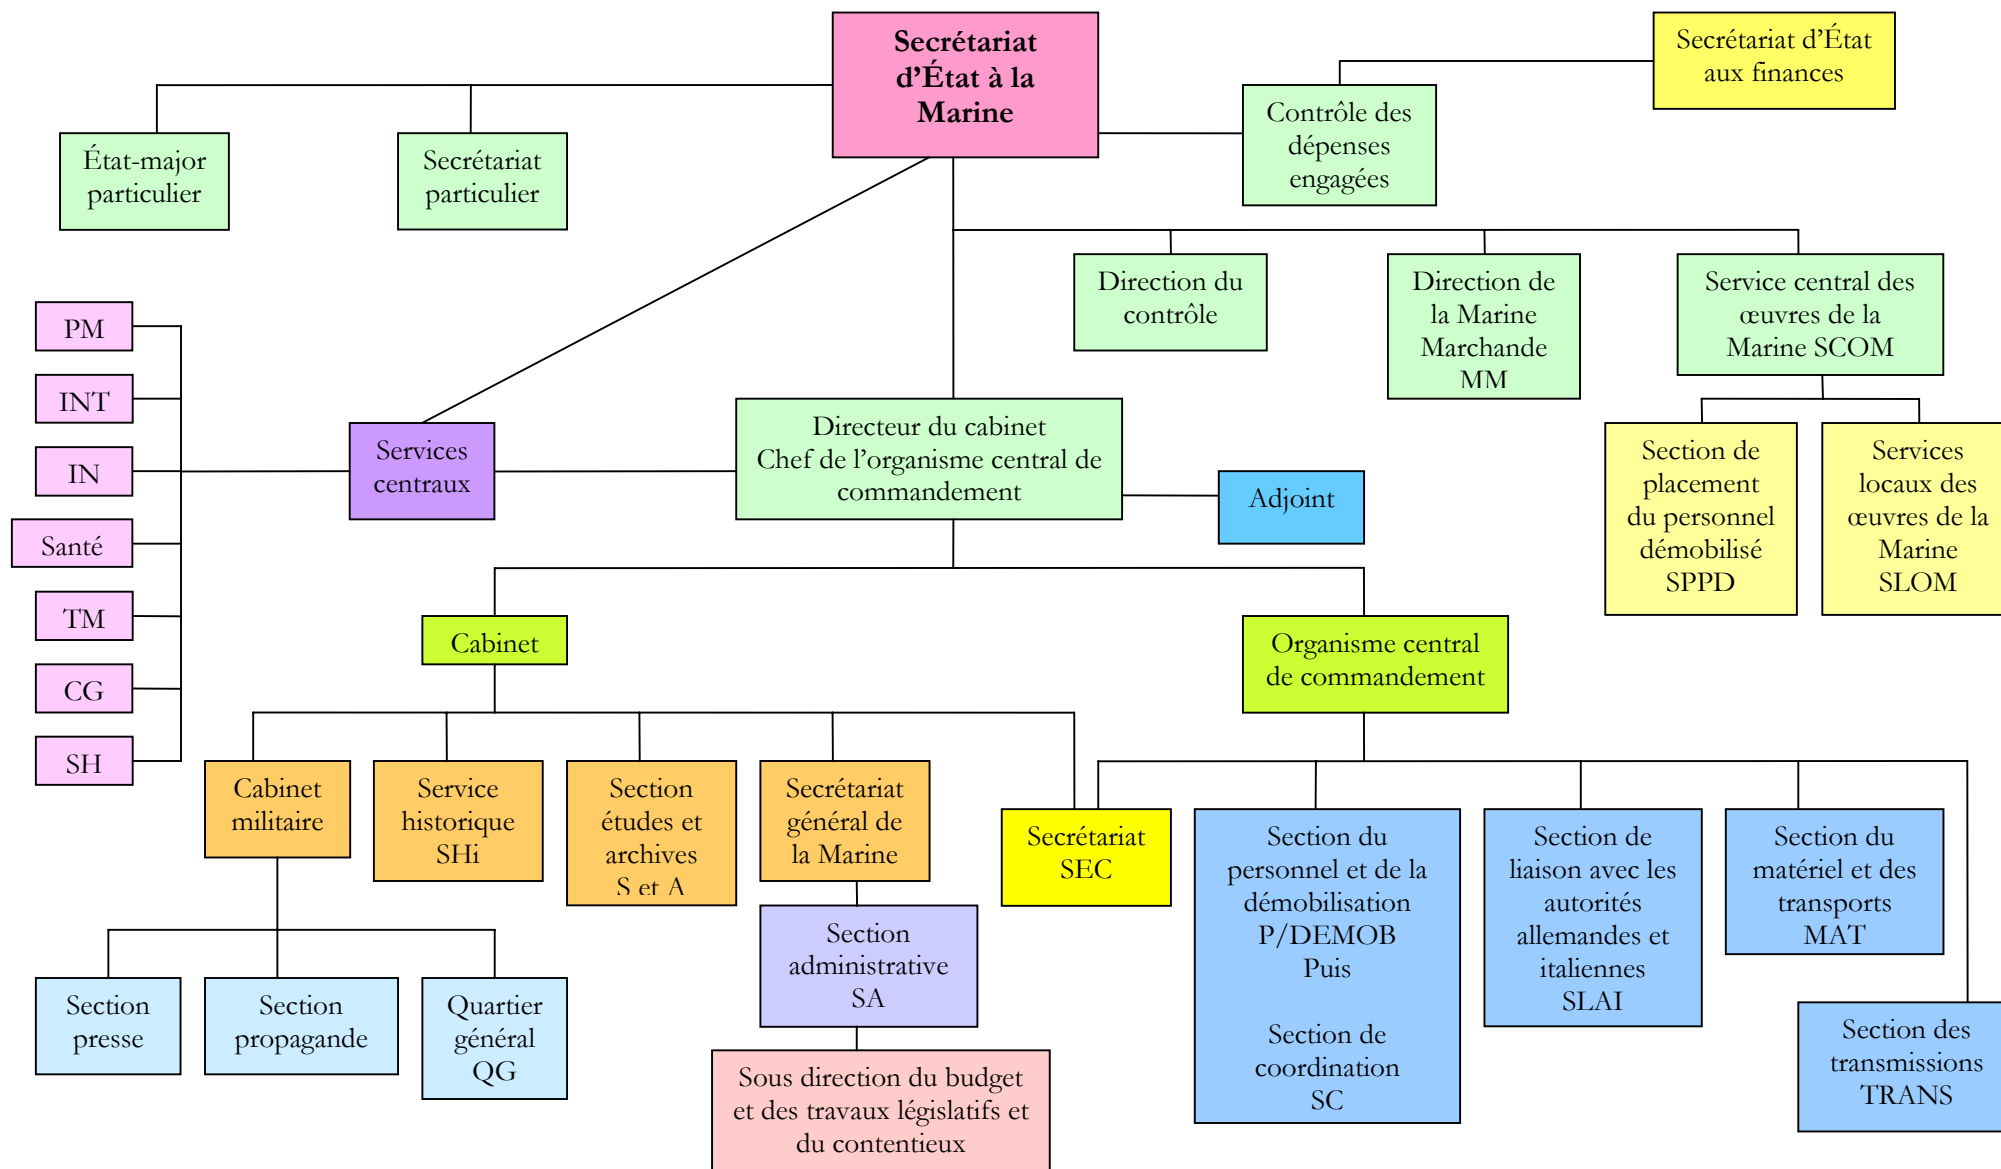 Secrétariat
d’État à la
Marine
Secrétariat d’État
aux finances
Contrôle des
dépenses
engagées
État-major
particulier
Secrétariat
particulier
Direction du
contrôle
Direction de
la Marine
Marchande
MM
Service central des
œuvres de la
Marine SCOM
PM
INT
IN
Santé
TM
CG
SH
Services
centraux
Directeur du cabinet
Chef de l’organisme central de
commandement
Adjoint
Section de
placement
du personnel
démobilisé
SPPD
Services
locaux des
œuvres de la
Marine
SLOM
Cabinet
Organisme central
de commandement
Cabinet
militaire
Service
historique
SHi
Section
études et
archives
S et A
Secrétariat
général de
la Marine
Secrétariat
SEC
Section du
personnel et de la
démobilisation
P/DEMOB
Puis
Section de
coordination
SC
Section de
liaison avec les
autorités
allemandes et
italiennes
SLAI
Section du
matériel et des
transports
MAT
Section des
transmissions
TRANS
Section
administrative
SA
Section
presse
Section
propagande
Quartier
général
QG
Sous direction du budget
et des travaux législatifs et
du contentieux